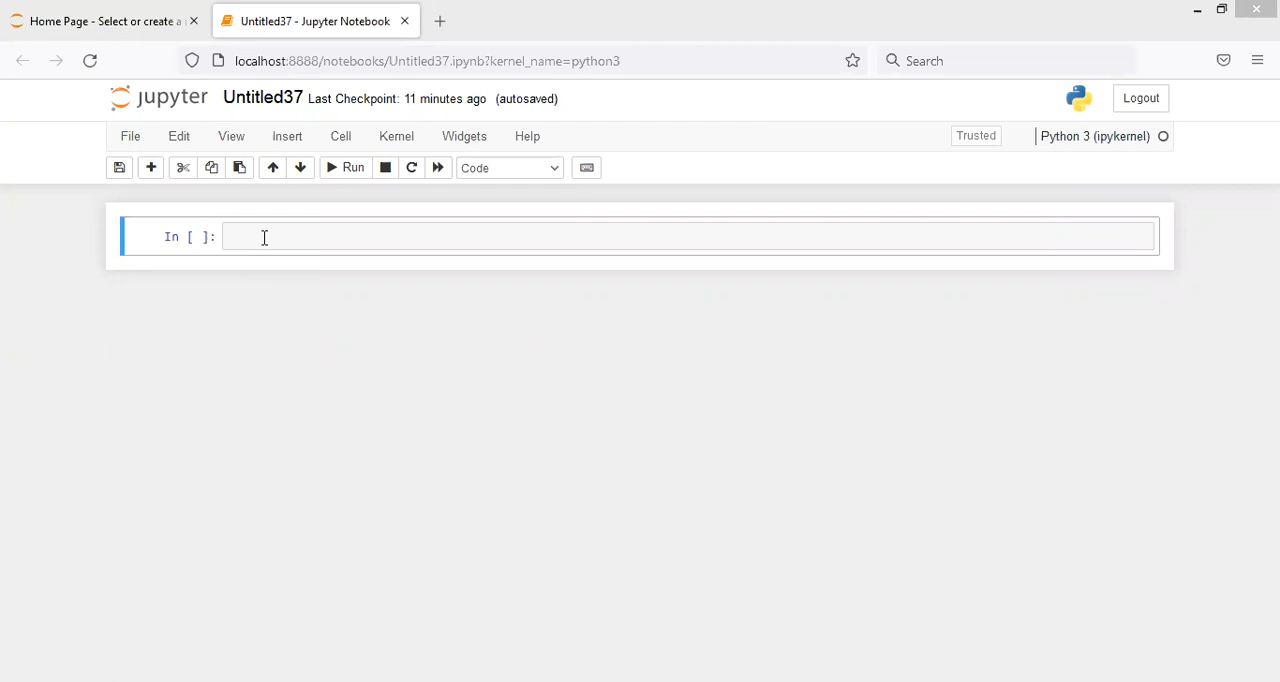 Home Page - Select or create a
Untitled37 - Jupyter Notebook
localhost:8888/notebooks/Untitled37.ipynb?kernel_name=python3
Search
jupyter Untitled37 Last Checkpoint: 11 minutes ago (autosaved)
Logout
File Edit View Insert Cell Kernel Widgets Help
Trusted
Python 3 (ipykernel)
Run
Code
In [ ]: